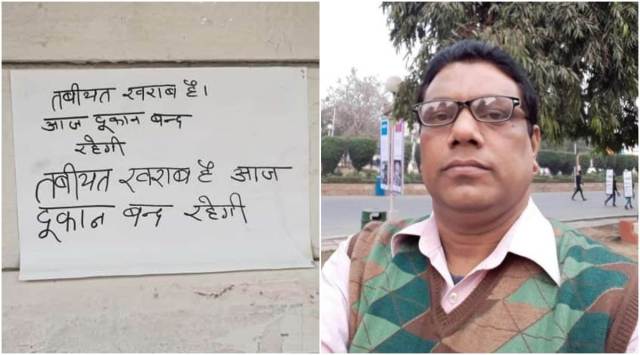 तबीयत खराब है।
आज दूकान बन्द
रहेगी
तबीयत खराब है आज
दूकान बन्द रहेगी